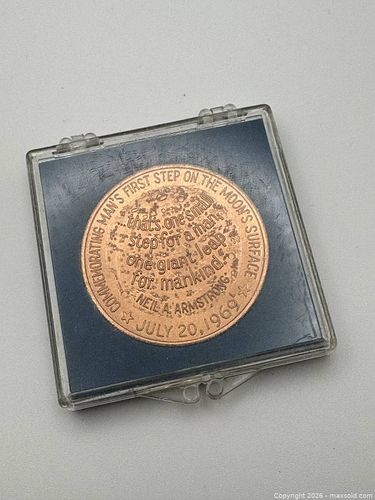 COMMEMORATING MAN'S FIRST STEP ON THE MOON'S SURFACE
that's one small
step for a man,
one giant leap
for mankind
NEIL A. ARMSTRONG
☆ JULY 20, 1969 ☆
Copyright 2026 - maxsold.com